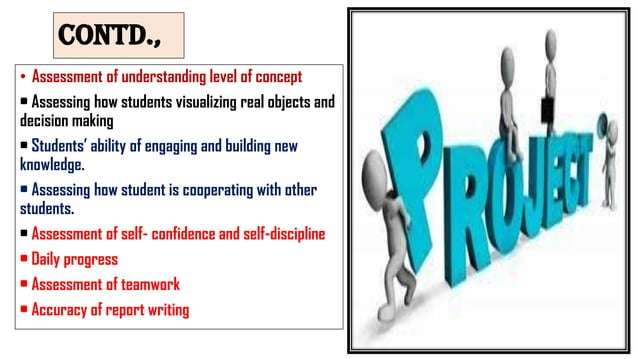 CONTD.,
• Assessment of understanding level of concept
▪ Assessing how students visualizing real objects and
decision making
▪ Students’ ability of engaging and building new
knowledge.
▪ Assessing how student is cooperating with other
students.
▪ Assessment of self- confidence and self-discipline
▪ Daily progress
▪ Assessment of teamwork
▪ Accuracy of report writing
PROJECT